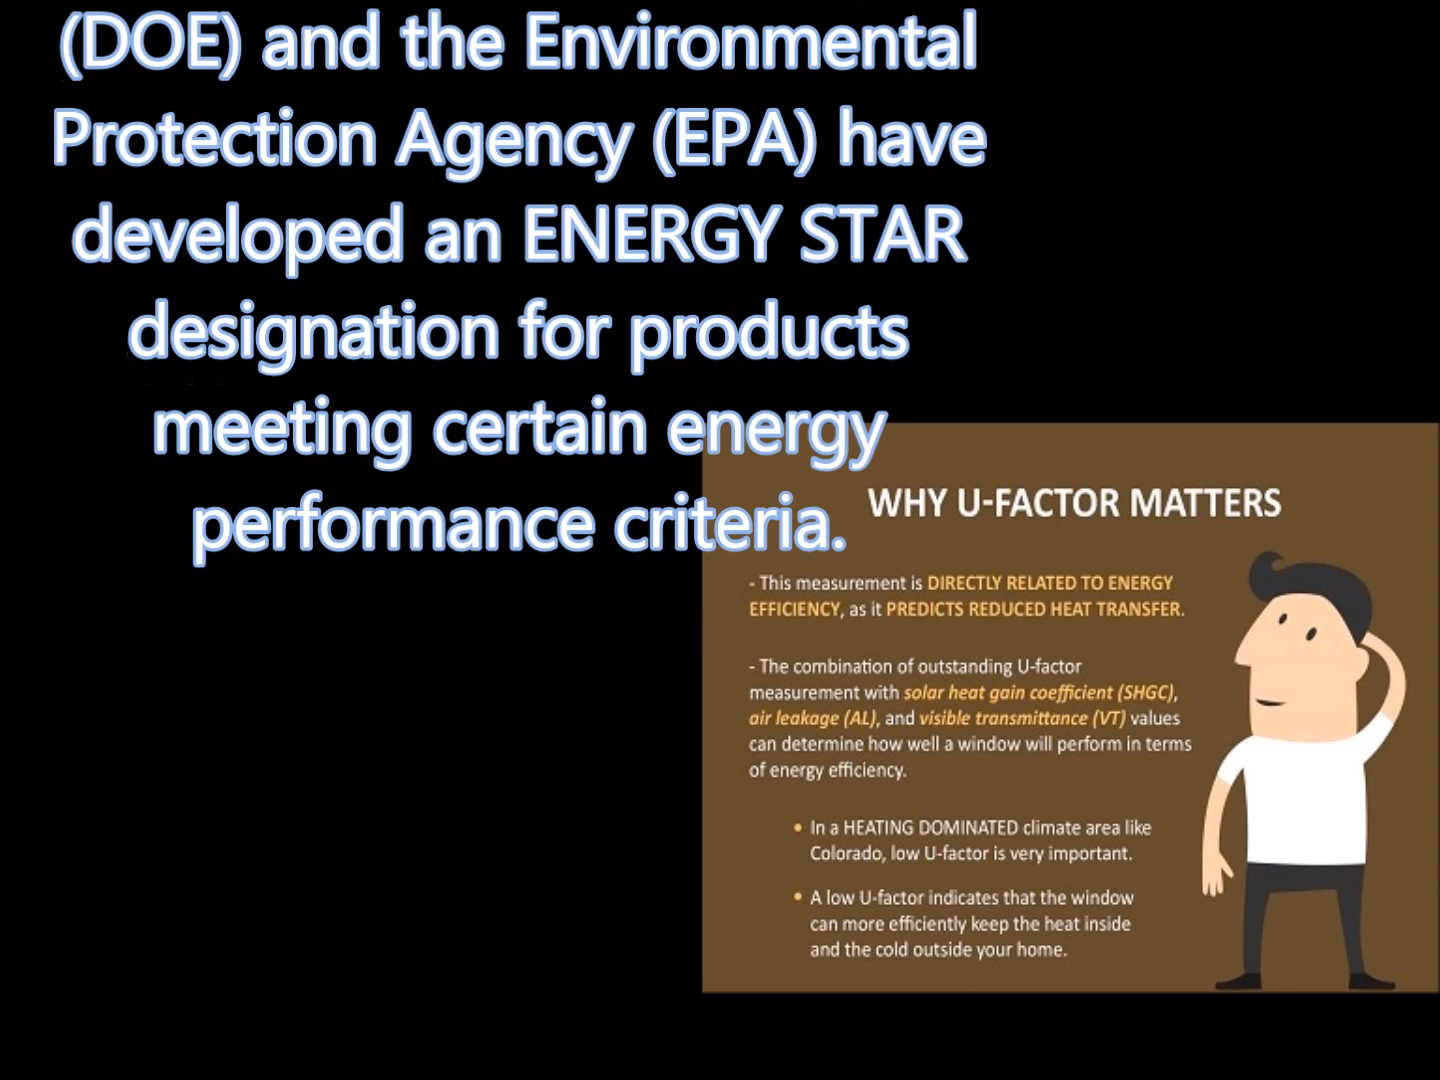 (DOE) and the Environmental
Protection Agency (EPA) have
developed an ENERGY STAR
designation for products
meeting certain energy
performance criteria.
WHY U-FACTOR MATTERS
- This measurement is DIRECTLY RELATED TO ENERGY
EFFICIENCY, as it PREDICTS REDUCED HEAT TRANSFER.
- The combination of outstanding U-factor
measurement with solar heat gain coefficient (SHGC),
air leakage (AL), and visible transmittance (VT) values
can determine how well a window will perform in terms
of energy efficiency.
• In a HEATING DOMINATED climate area like
Colorado, low U-factor is very important.
• A low U-factor indicates that the window
can more efficiently keep the heat inside
and the cold outside your home.